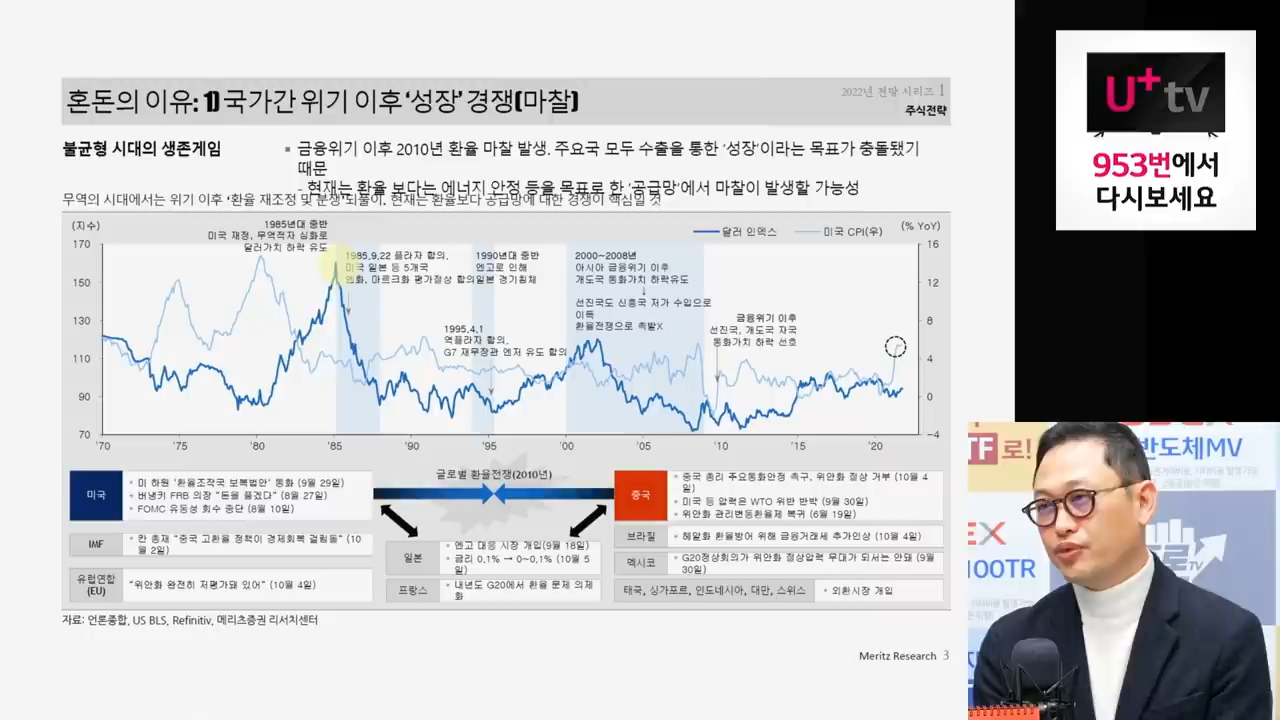 혼돈의 이유: 1) 국가간 위기 이후 ‘성장’ 경쟁(마찰)
2022년 전망 시리즈 1
주식전략
불균형 시대의 생존게임
▪ 금융위기 이후 2010년 환율 마찰 발생. 주요국 모두 수출을 통한 ‘성장’이라는 목표가 충돌됐기
때문
- 현재는 환율 보다는 에너지 안정 등을 목표로 한 ‘공급망’에서 마찰이 발생할 가능성
무역의 시대에서는 위기 이후 ‘환율 재조정 및 분쟁’ 되풀이. 현재는 환율보다 공급망에 대한 경쟁이 핵심일 것
(지수)
(% YoY)
달러 인덱스
미국 CPI(우)
170
150
130
110
90
70
16
12
8
4
0
-4
'70
'75
'80
'85
'90
'95
'00
'05
'10
'15
'20
1985년대 중반
미국 재정, 무역적자 심화로
달러가치 하락 유도
1985.9.22 플라자 합의.
미국 일본 등 5개국
엔화, 마르크화 평가절상 합의
1990년대 중반
엔고로 인해
일본 경기침체
1995.4.1
역플라자 합의.
G7 재무장관 엔저 유도 합의
2000~2008년
아시아 금융위기 이후
개도국 통화가치 하락유도
↓
선진국도 신흥국 저가 수입으로
이득
환율전쟁으로 촉발X
금융위기 이후
선진국, 개도국 자국
통화가치 하락 선호
글로벌 환율전쟁(2010년)
미국
• 미 하원 ‘환율조작국 보복법안’ 통화 (9월 29일)
• 버냉키 FRB 의장 “돈을 풀겠다” (8월 27일)
• FOMC 유동성 회수 중단 (8월 10일)
IMF
• 칸 총재 “중국 고환율 정책이 경제회복 걸림돌” (10
월 2일)
유럽연합
(EU)
“위안화 완전히 저평가돼 있어” (10월 4일)
일본
• 엔고 대응 시장 개입(9월 18일)
• 금리 0.1% → 0~0.1% (10월 5
일)
프랑스
• 내년도 G20에서 환율 문제 의제
화
중국
• 중국 총리 주요통화안정 촉구, 위안화 절상 거부 (10월 4
일)
• 미국 등 압력은 WTO 위반 반박 (9월 30일)
• 위안화 관리변동환율제 복귀 (6월 19일)
브라질
• 헤알화 환율방어 위해 금융거래세 추가인상 (10월 4일)
멕시코
• G20정상회의가 위안화 절상압력 무대가 되서는 안돼 (9월
30일)
태국, 싱가포르, 인도네시아, 대만, 스위스
• 외환시장 개입
자료: 언론종합, US BLS, Refinitiv, 메리츠증권 리서치센터
Meritz Research 3
U+ tv
953번에서
다시보세요
TF로!
반도체MV
EX
100TR
TV